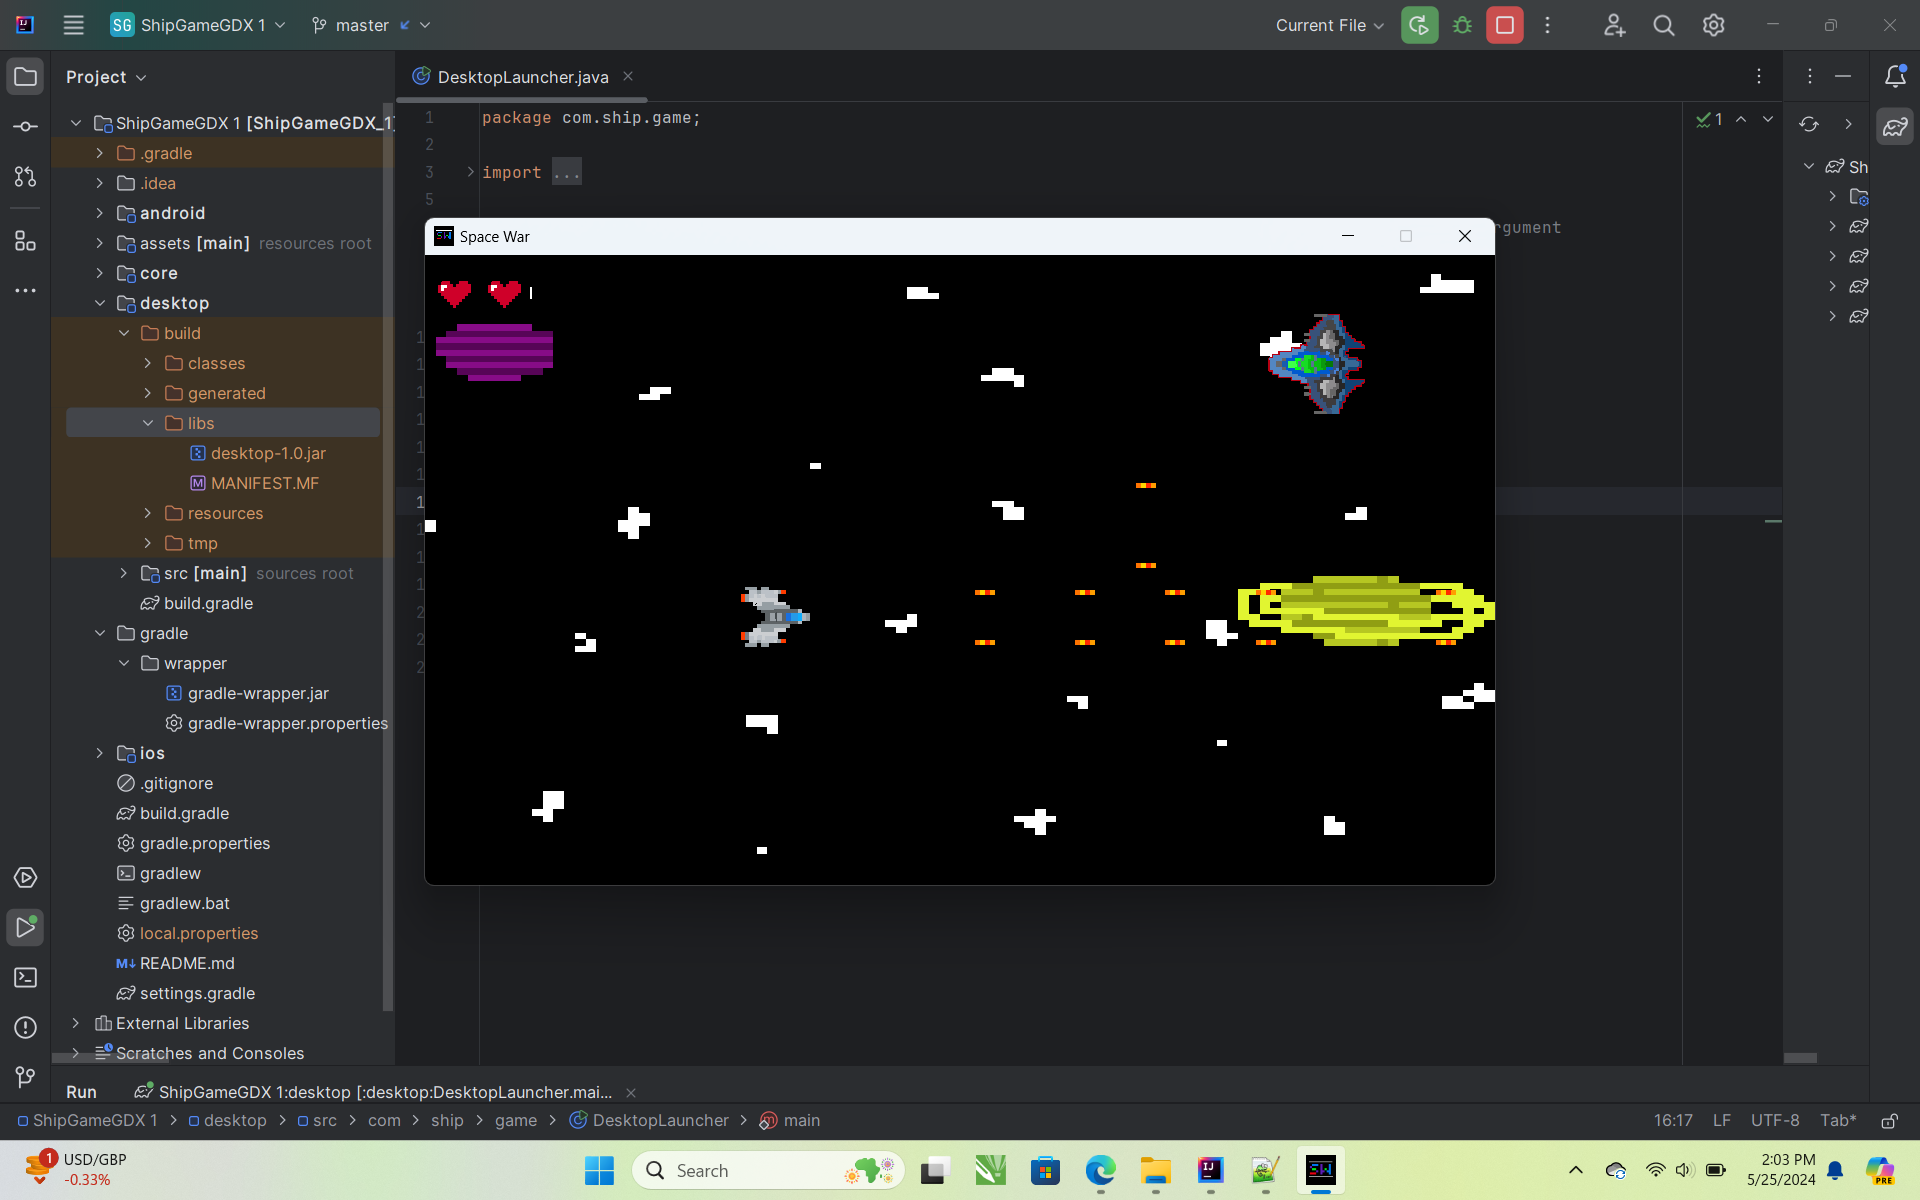 SG ShipGameGDX 1 master Current File
Project
DesktopLauncher.java
ShipGameGDX 1 [ShipGameGDX_1]
.gradle
.idea
android
assets [main] resources root
core
desktop
build
classes
generated
libs
desktop-1.0.jar
MANIFEST.MF
resources
tmp
src [main] sources root
build.gradle
gradle
wrapper
gradle-wrapper.jar
gradle-wrapper.properties
ios
.gitignore
build.gradle
gradle.properties
gradlew
gradlew.bat
local.properties
README.md
settings.gradle
External Libraries
Scratches and Consoles
1 package com.ship.game;
2
3 import ...
5
rgument
1
Sh
Space War
Run ShipGameGDX 1:desktop [:desktop:DesktopLauncher.mai...
ShipGameGDX 1 desktop src com ship game DesktopLauncher main 16:17 LF UTF-8 Tab*
1 USD/GBP
-0.33%
Search
2:03 PM
5/25/2024
PRE